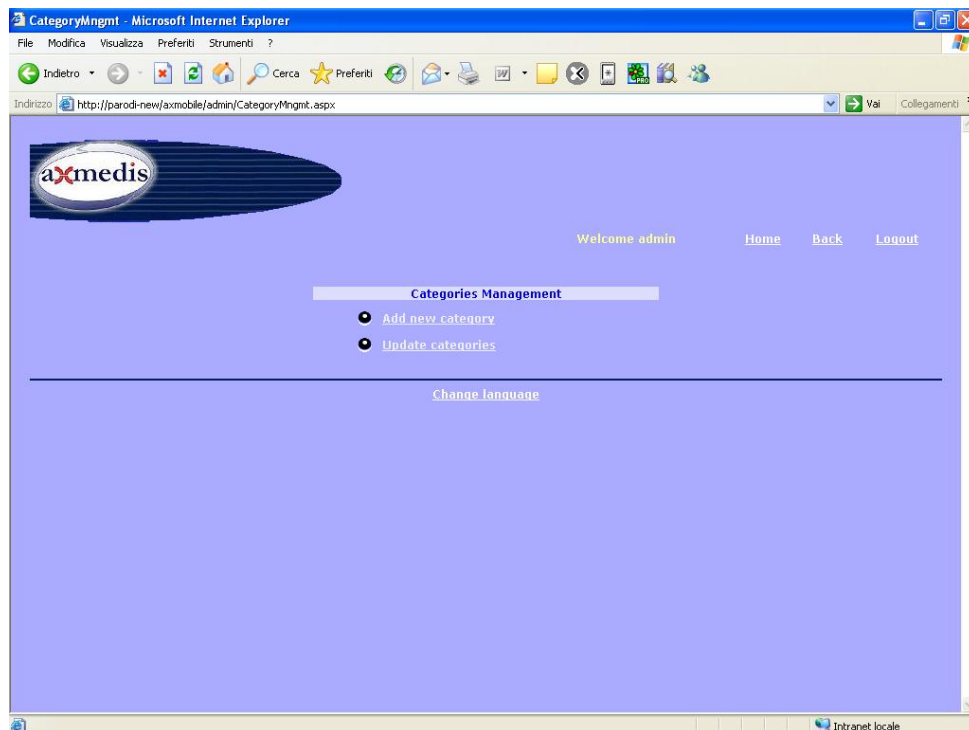 CategoryMngmt - Microsoft Internet Explorer
File Modifica Visualizza Preferiti Strumenti ?
Indietro Cerca Preferiti
Indirizzo http://parodi-new/axmobile/admin/CategoryMngmt.aspx Vai Collegamenti
axmedis
Welcome admin Home Back Logout
Categories Management
Add new category
Update categories
Change language
Intranet locale